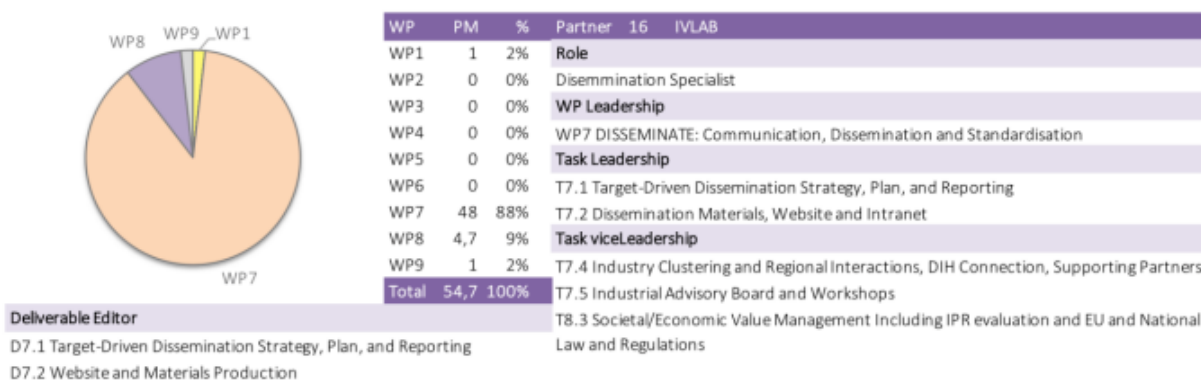 WP8 WP9 WP1
WP7
WP PM % Partner 16 IVLAB
WP1 1 2% Role
WP2 0 0% Disemmination Specialist
WP3 0 0% WP Leadership
WP4 0 0% WP7 DISSEMINATE: Communication, Dissemination and Standardisation
WP5 0 0% Task Leadership
WP6 0 0% T7.1 Target-Driven Dissemination Strategy, Plan, and Reporting
WP7 48 88% T7.2 Dissemination Materials, Website and Intranet
WP8 4,7 9% Task viceLeadership
WP9 1 2% T7.4 Industry Clustering and Regional Interactions, DIH Connection, Supporting Partners
Total 54,7 100% T7.5 Industrial Advisory Board and Workshops
Deliverable Editor T8.3 Societal/Economic Value Management Including IPR evaluation and EU and National
D7.1 Target-Driven Dissemination Strategy, Plan, and Reporting Law and Regulations
D7.2 Website and Materials Production